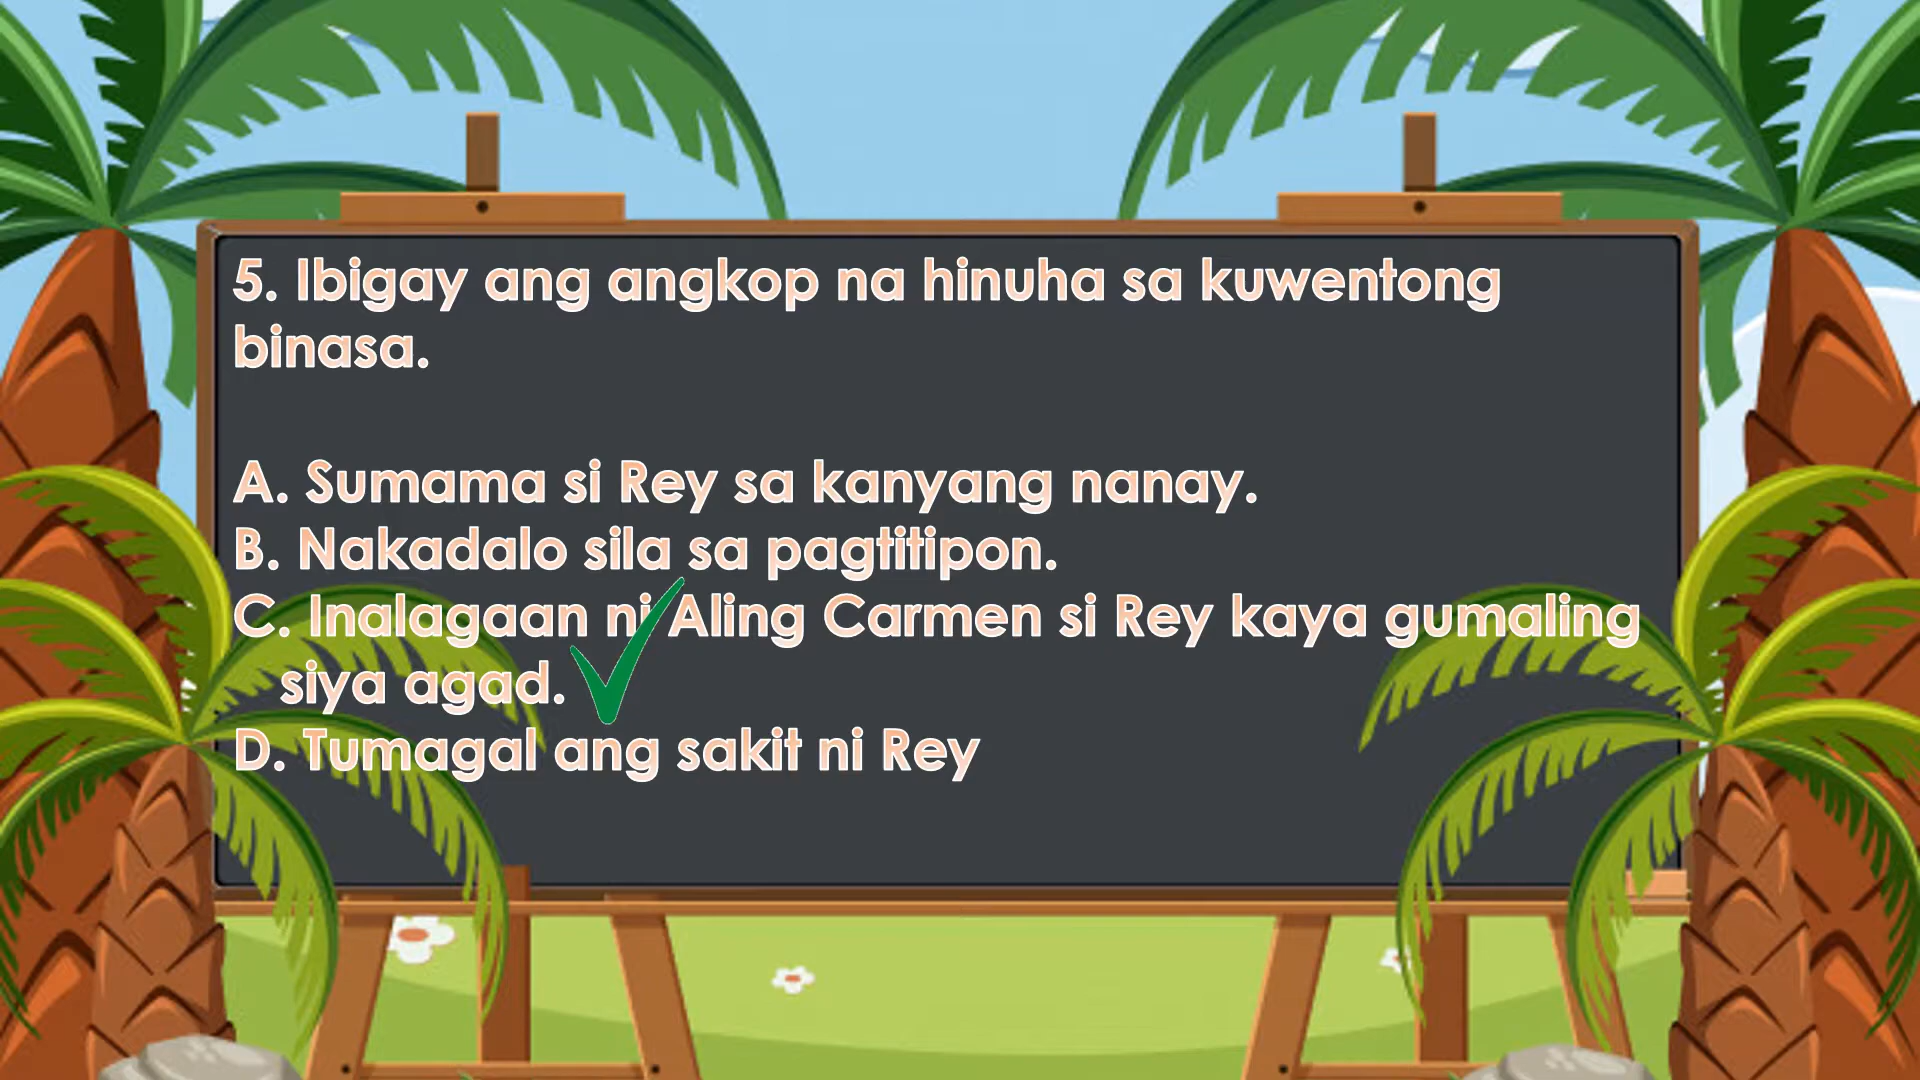 5. Ibigay ang angkop na hinuha sa kuwentong
binasa.
A. Sumama si Rey sa kanyang nanay.
B. Nakadalo sila sa pagtitipon.
C. Inalagaan ni Aling Carmen si Rey kaya gumaling
siya agad.
D. Tumagal ang sakit ni Rey